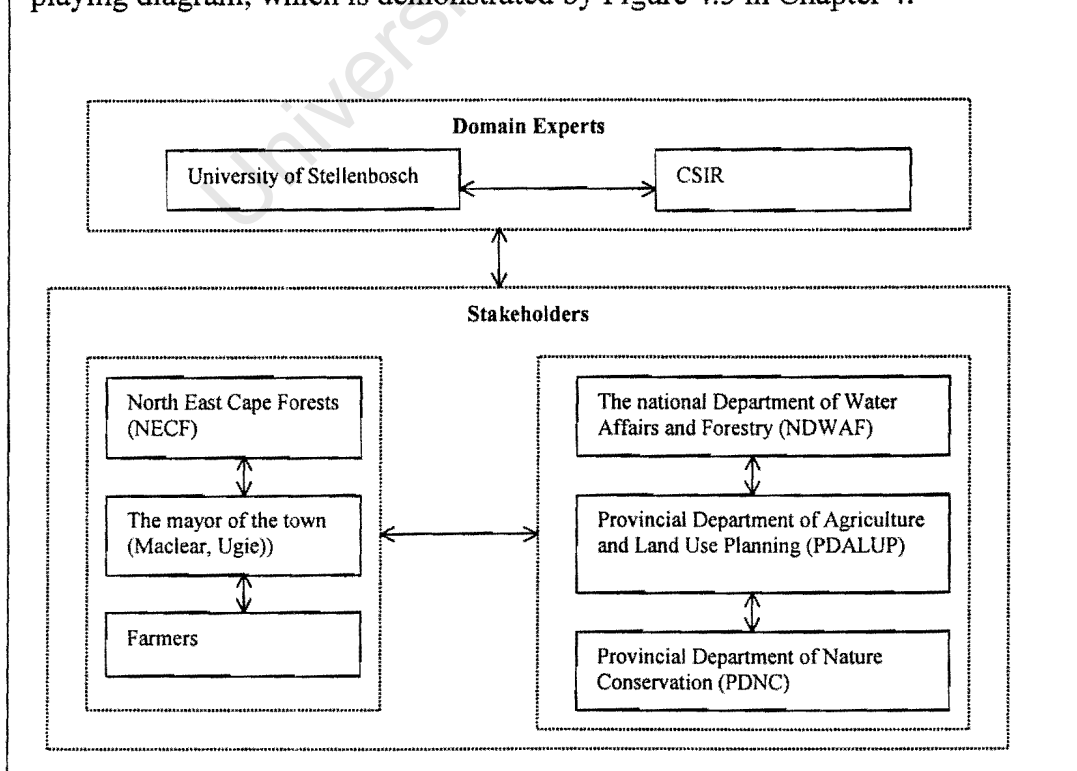 playing diagram, which is demonstrated by Figure 4.5 in Chapter 4.
Univers
Domain Experts
University of Stellenbosch
CSIR
Stakeholders
North East Cape Forests
(NECF)
The mayor of the town
(Maclear, Ugie))
Farmers
The national Department of Water
Affairs and Forestry (NDWAF)
Provincial Department of Agriculture
and Land Use Planning (PDALUP)
Provincial Department of Nature
Conservation (PDNC)